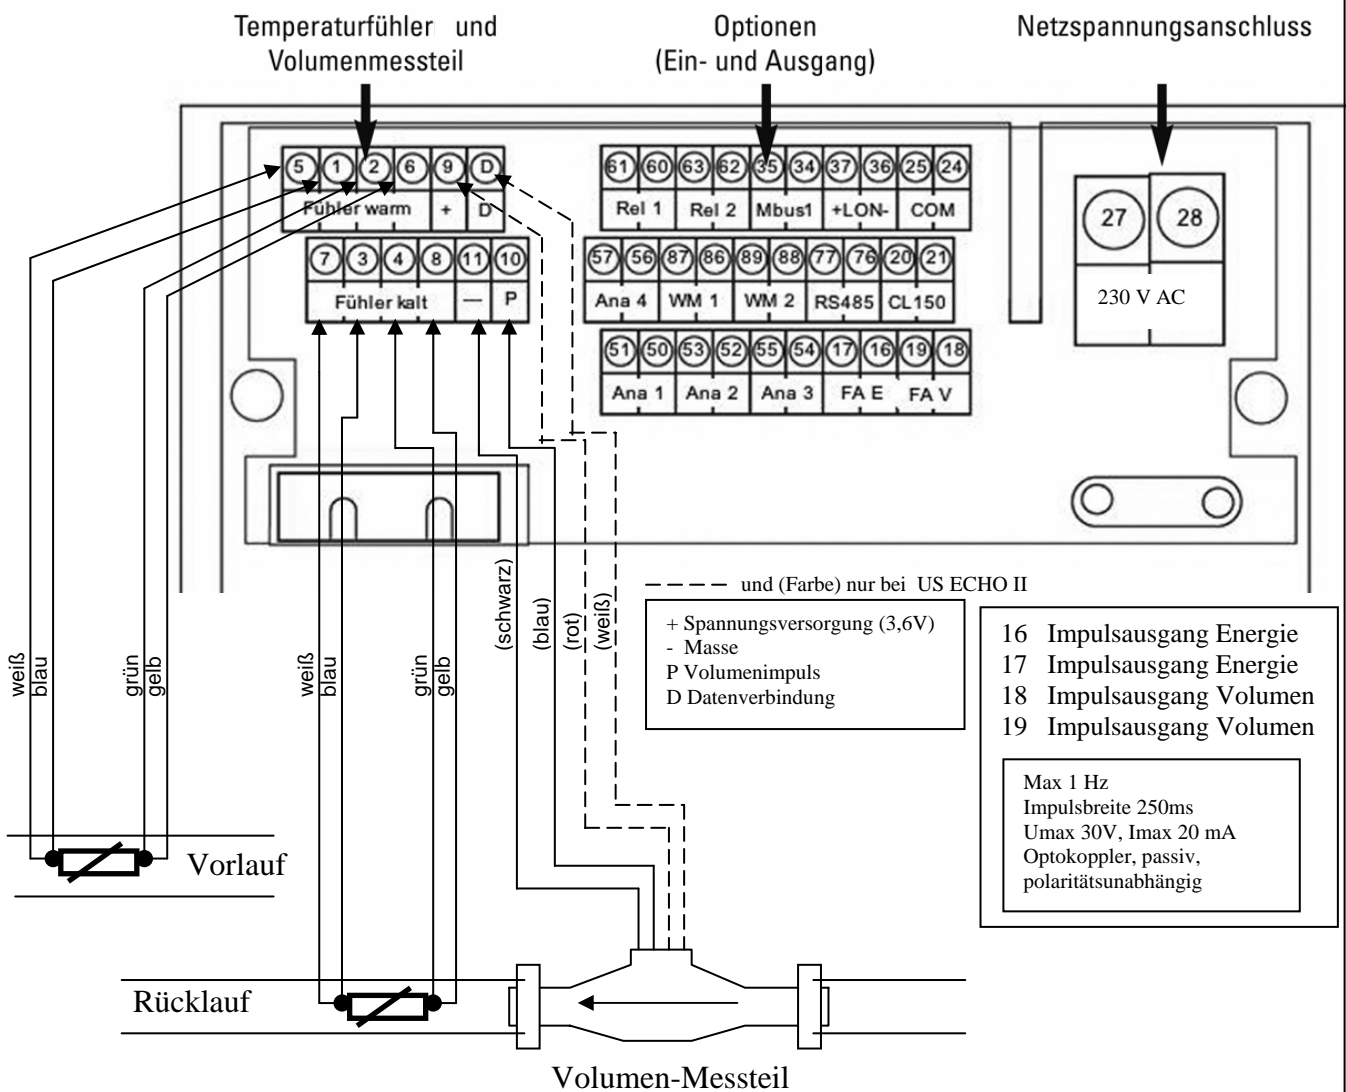 Temperaturfühler und
Volumenmessteil
Optionen
(Ein- und Ausgang)
Netzspannungsanschluss
5 1 2 6 9 D
Fühler warm + D
7 3 4 8 11 10
Fühler kalt — P
61 60 63 62 35 34 37 36 25 24
Rel 1 Rel 2 Mbus1 +LON- COM
57 56 87 86 89 88 77 76 20 21
Ana 4 WM 1 WM 2 RS485 CL150
51 50 53 52 55 54 17 16 19 18
Ana 1 Ana 2 Ana 3 FA E FA V
27 28
230 V AC
weiß
blau
grün
gelb
weiß
blau
grün
gelb
(schwarz)
(blau)
(rot)
(weiß)
und (Farbe) nur bei US ECHO II
+ Spannungsversorgung (3,6V)
- Masse
P Volumenimpuls
D Datenverbindung
16 Impulsausgang Energie
17 Impulsausgang Energie
18 Impulsausgang Volumen
19 Impulsausgang Volumen
Max 1 Hz
Impulsbreite 250ms
Umax 30V, Imax 20 mA
Optokoppler, passiv,
polaritätsunabhängig
Vorlauf
Rücklauf
Volumen-Messteil